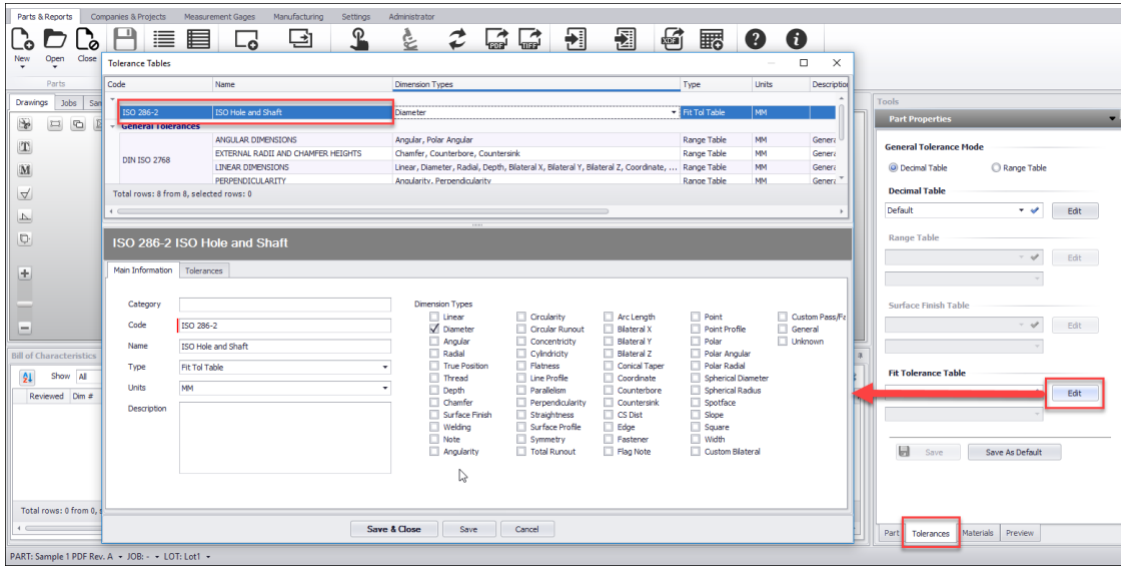 Parts & Reports Companies & Projects Measurement Gages Manufacturing Settings Administrator
New Open Close
PDF TIFF XDF
Parts
Drawings Jobs
Tolerance Tables
Code Name Dimension Types Type Units Description
ISO 286-2 ISO Hole and Shaft Diameter Fit Tol Table MM
General Tolerances
DIN ISO 2768
ANGULAR DIMENSIONS Angular, Polar Angular Range Table MM
EXTERNAL RADII AND CHAMFER HEIGHTS Chamfer, Counterbore, Countersink Range Table MM
LINEAR DIMENSIONS Linear, Diameter, Radial, Depth, Bilateral X, Bilateral Y, Bilateral Z, Coordinate, ... Range Table MM
PERPENDICULARITY Angularity, Perpendicularity Range Table MM
Total rows: 8 from 8, selected rows: 0
ISO 286-2 ISO Hole and Shaft
Main Information Tolerances
Category
Code ISO 286-2
Name ISO Hole and Shaft
Type Fit Tol Table
Units MM
Description
Dimension Types
Linear Circularity Arc Length Point Custom Pass/Fa
Diameter Circular Runout Bilateral X Point Profile General
Angular Concentricity Bilateral Y Polar Unknown
Radial Cylindricity Bilateral Z Polar Angular
True Position Flatness Conical Taper Polar Radial
Thread Line Profile Coordinate Spherical Diameter
Depth Parallelism Counterbore Spherical Radius
Chamfer Perpendicularity Countersink Spotface
Surface Finish Straightness CS Dist Slope
Welding Surface Profile Edge Square
Note Symmetry Fastener Width
Angularity Total Runout Flag Note Custom Bilateral
Save & Close Save Cancel
Bill of Characteristics
Show All
Reviewed Dim #
Total rows: 0 from 0,
PART: Sample 1 PDF Rev. A JOB: - LOT: Lot1
Tools
Part Properties
General Tolerance Mode
Decimal Table Range Table
Decimal Table
Default Edit
Range Table
Edit
Surface Finish Table
Edit
Fit Tolerance Table
Edit
Save Save As Default
Part Tolerances Materials Preview